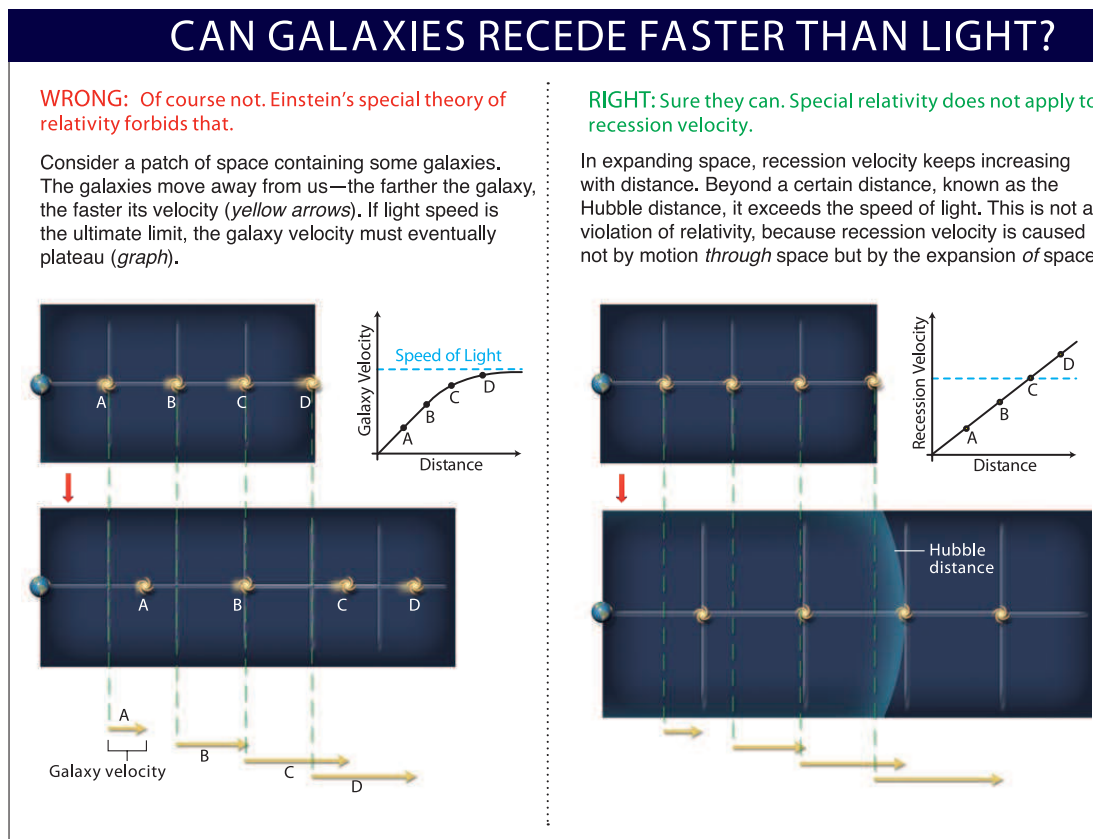 CAN GALAXIES RECEDE FASTER THAN LIGHT?
WRONG: Of course not. Einstein's special theory of
relativity forbids that.
Consider a patch of space containing some galaxies.
The galaxies move away from us—the farther the galaxy,
the faster its velocity (yellow arrows). If light speed is
the ultimate limit, the galaxy velocity must eventually
plateau (graph).
A B C D
Galaxy Velocity
Speed of Light
A
B
C
D
Distance
A B C D
A
B
C
D
Galaxy velocity
RIGHT: Sure they can. Special relativity does not apply to
recession velocity.
In expanding space, recession velocity keeps increasing
with distance. Beyond a certain distance, known as the
Hubble distance, it exceeds the speed of light. This is not a
violation of relativity, because recession velocity is caused
not by motion through space but by the expansion of space
Recession Velocity
A
B
C
D
Distance
Hubble
distance